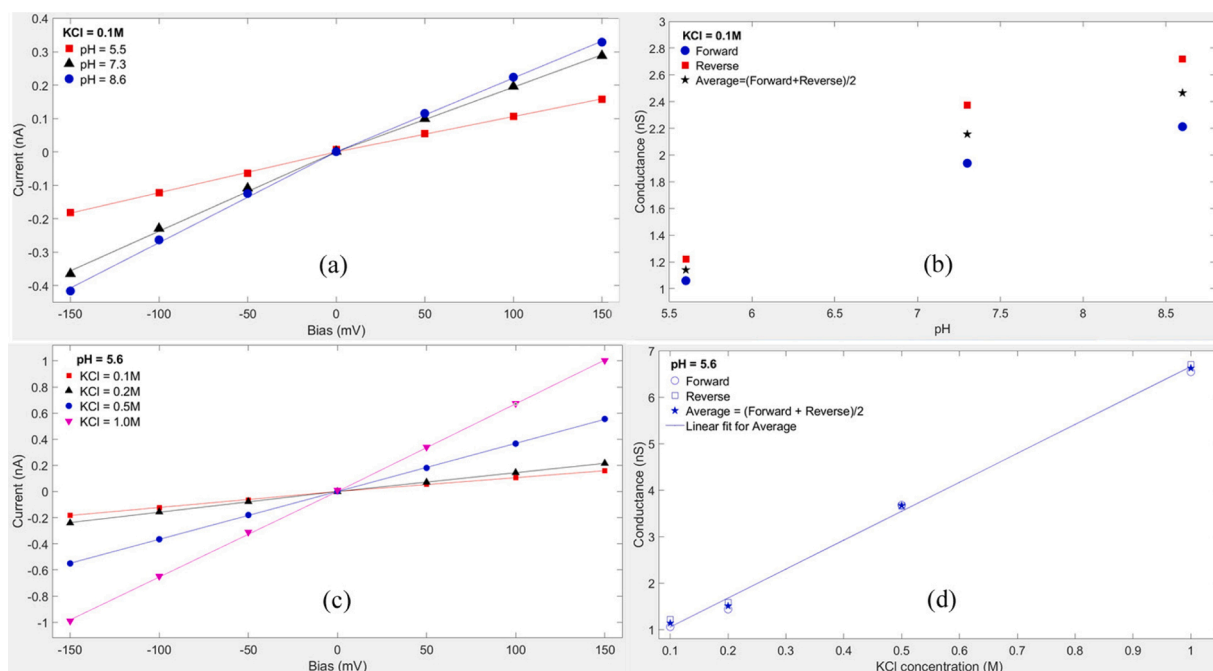 KCl = 0.1M
pH = 5.5
pH = 7.3
pH = 8.6
0.4
0.3
0.2
0.1
0
-0.1
-0.2
-0.3
-0.4
Current (nA)
-150 -100 -50 0 50 100 150
Bias (mV)
(a)
KCl = 0.1M
Forward
Reverse
Average=(Forward+Reverse)/2
3
2.8
2.6
2.4
2.2
2
1.8
1.6
1.4
1.2
1
Conductance (nS)
5.5 6 6.5 7 7.5 8 8.5
pH
(b)
pH = 5.6
KCl = 0.1M
KCl = 0.2M
KCl = 0.5M
KCl = 1.0M
1
0.8
0.6
0.4
0.2
0
-0.2
-0.4
-0.6
-0.8
-1
Current (nA)
-150 -100 -50 0 50 100 150
Bias (mV)
(c)
pH = 5.6
Forward
Reverse
Average = (Forward + Reverse)/2
Linear fit for Average
7
6
5
4
3
2
1
Conductance (nS)
0.1 0.2 0.3 0.4 0.5 0.6 0.7 0.8 0.9 1
KCl concentration (M)
(d)